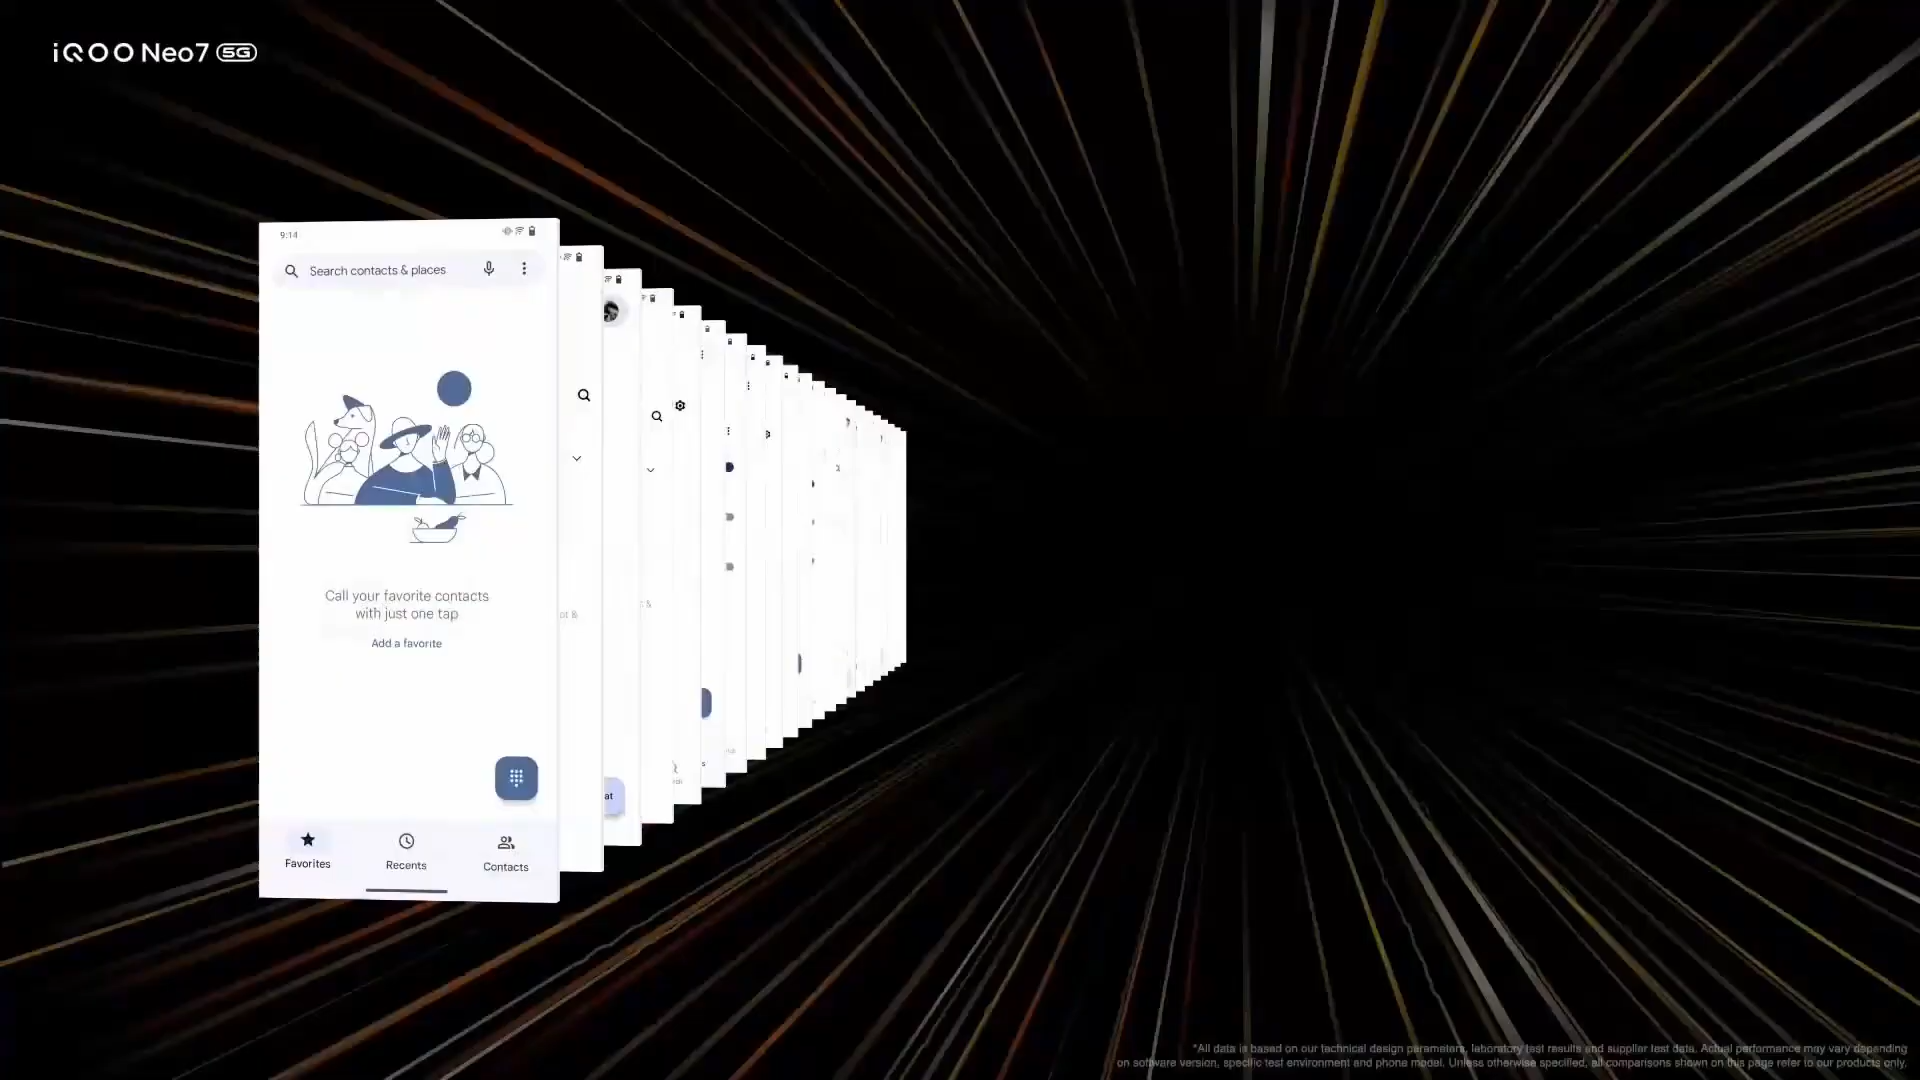 iQOO Neo7 5G
9:14
Search contacts & places
Call your favorite contacts
with just one tap
Add a favorite
Favorites
Recents
Contacts
ot &
at
t &
*All data is based on our technical design parameters, laboratory test results and supplier test data. Actual performance may vary depending
on software version, specific test environment and phone model. Unless otherwise specified, all comparisons shown on this page refer to our products only.